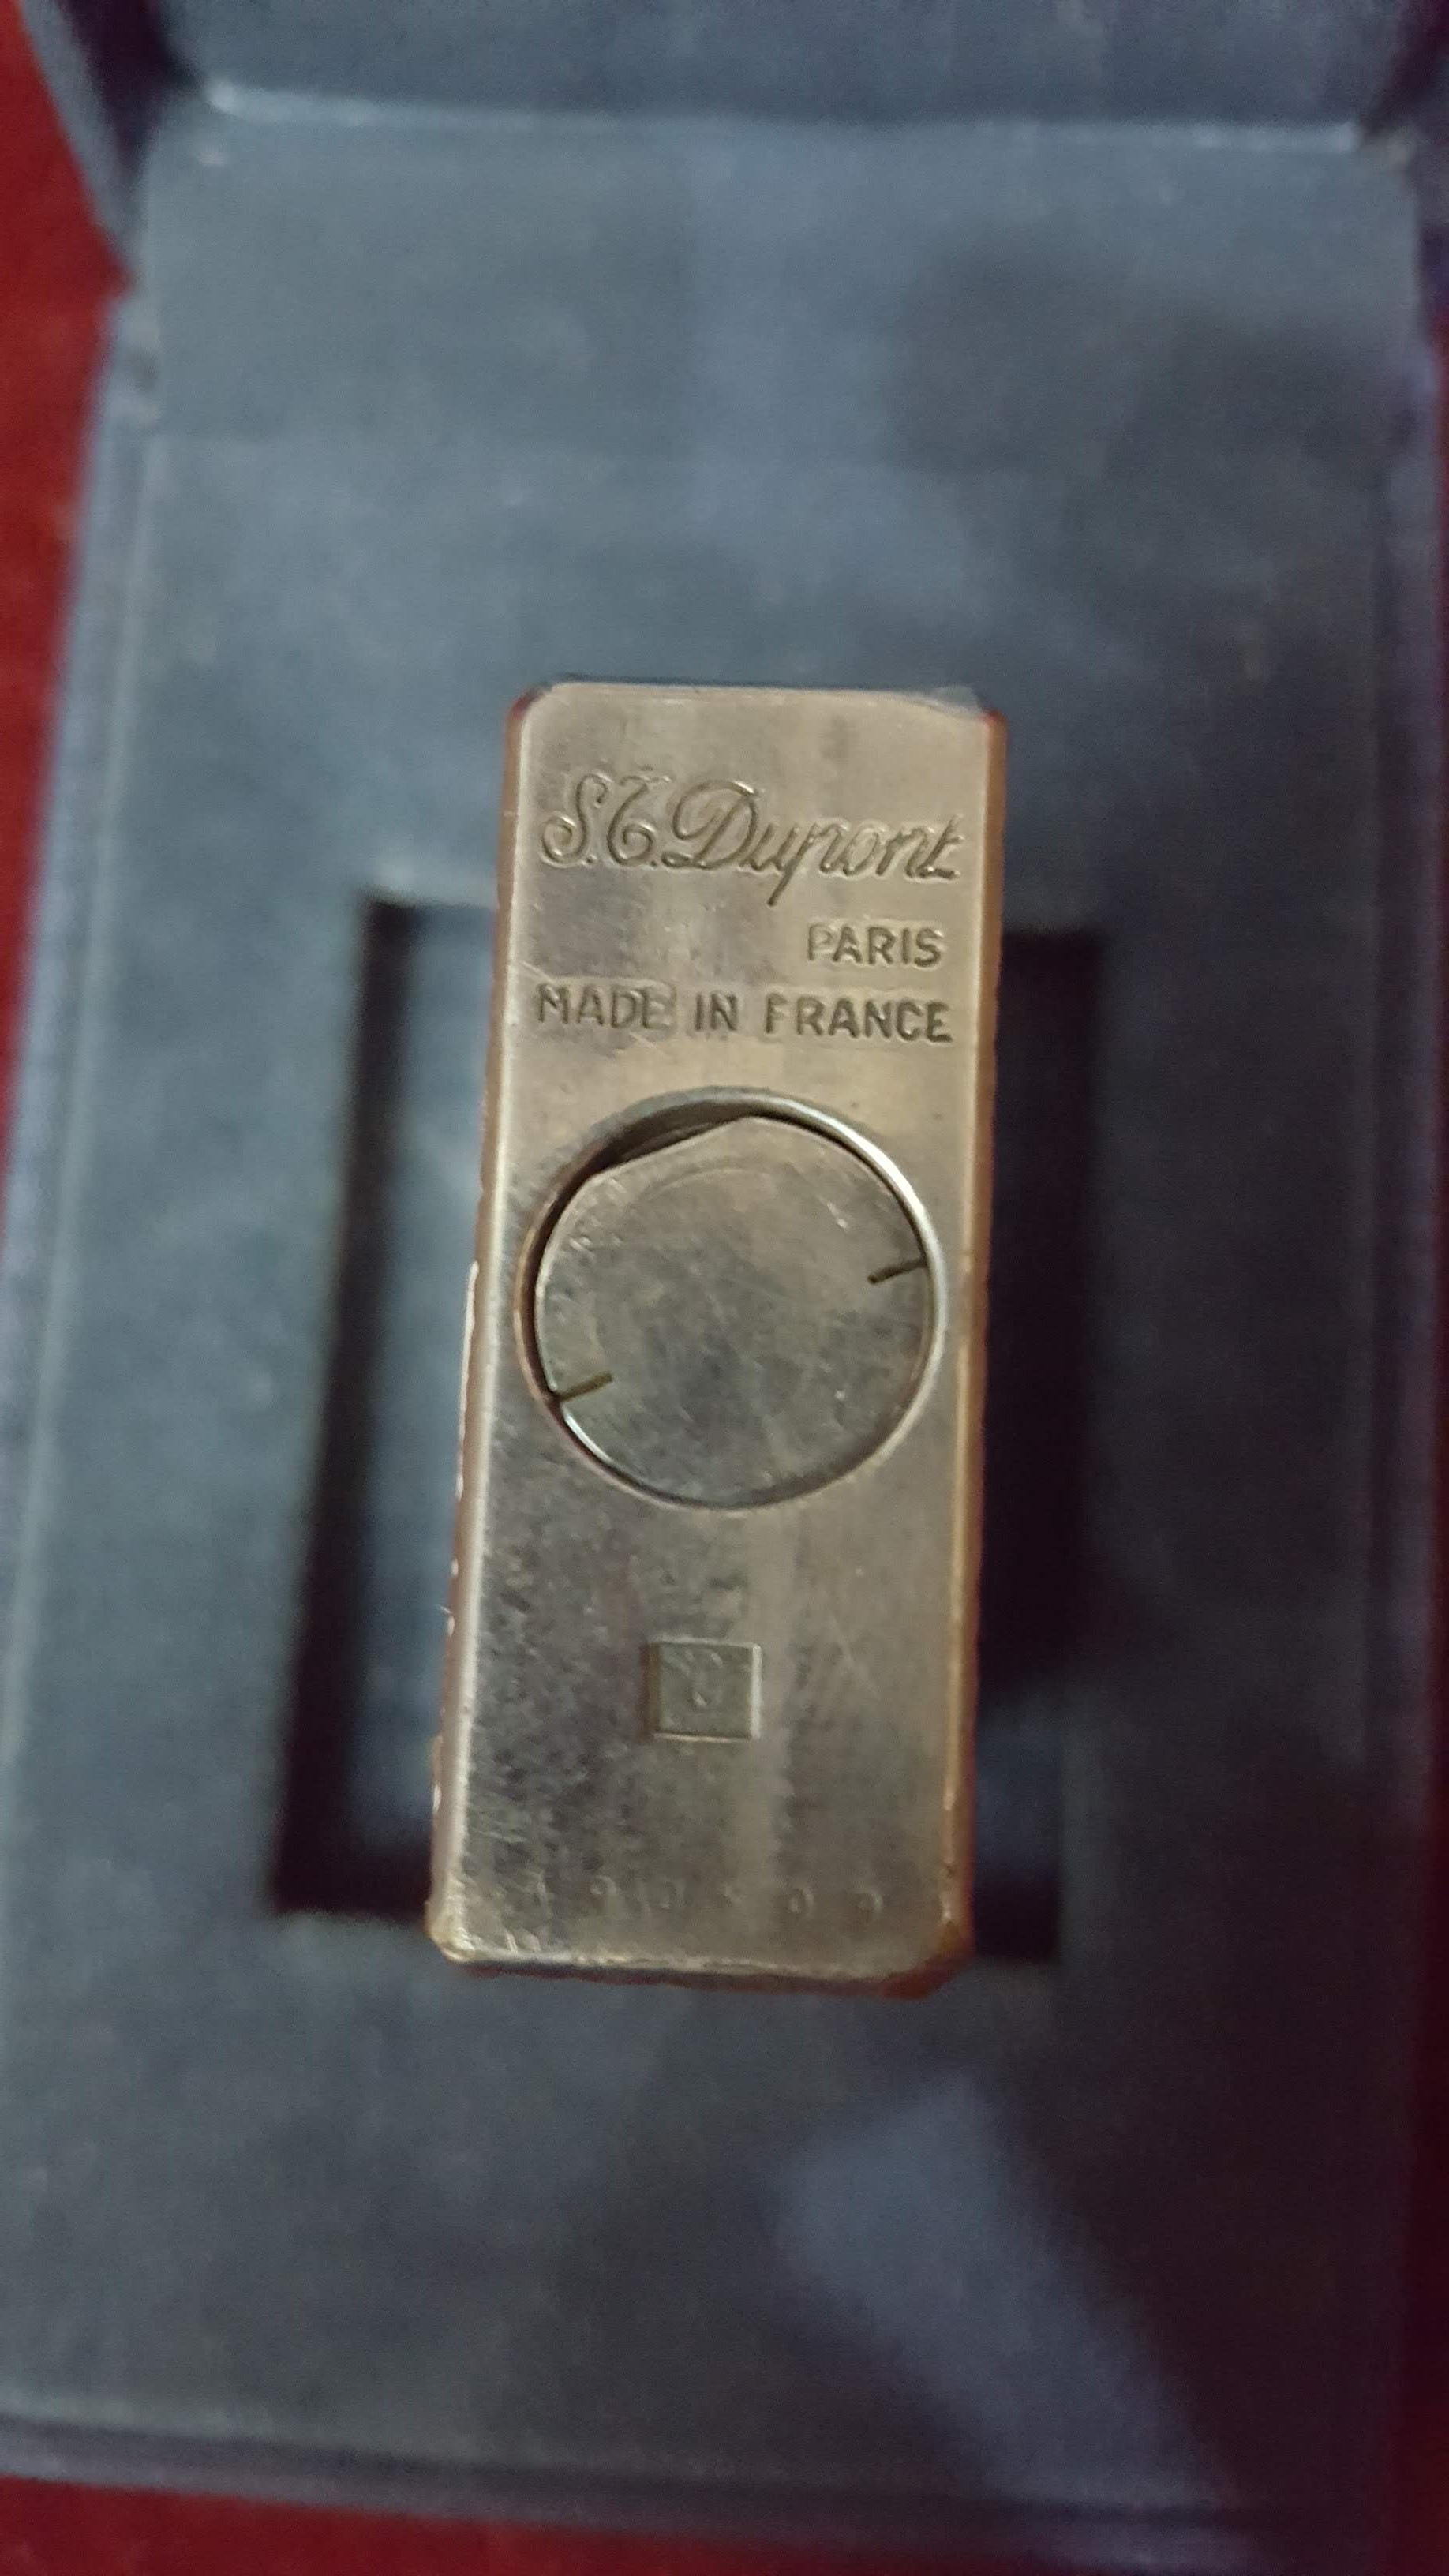 S.T. Dupont
PARIS
MADE IN FRANCE